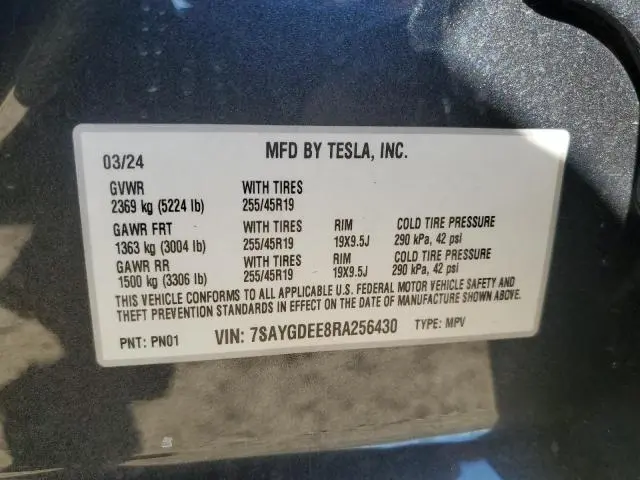 03/24 MFD BY TESLA, INC.
GVWR WITH TIRES
2369 kg (5224 lb) 255/45R19
GAWR FRT WITH TIRES RIM COLD TIRE PRESSURE
1363 kg (3004 lb) 255/45R19 19X9.5J 290 kPa, 42 psi
GAWR RR WITH TIRES RIM COLD TIRE PRESSURE
1500 kg (3306 lb) 255/45R19 19X9.5J 290 kPa, 42 psi
THIS VEHICLE CONFORMS TO ALL APPLICABLE U.S. FEDERAL MOTOR VEHICLE SAFETY AND
THEFT PREVENTION STANDARDS IN EFFECT ON THE DATE OF MANUFACTURE SHOWN ABOVE.
PNT: PN01 VIN: 7SAYGDEE8RA256430 TYPE: MPV